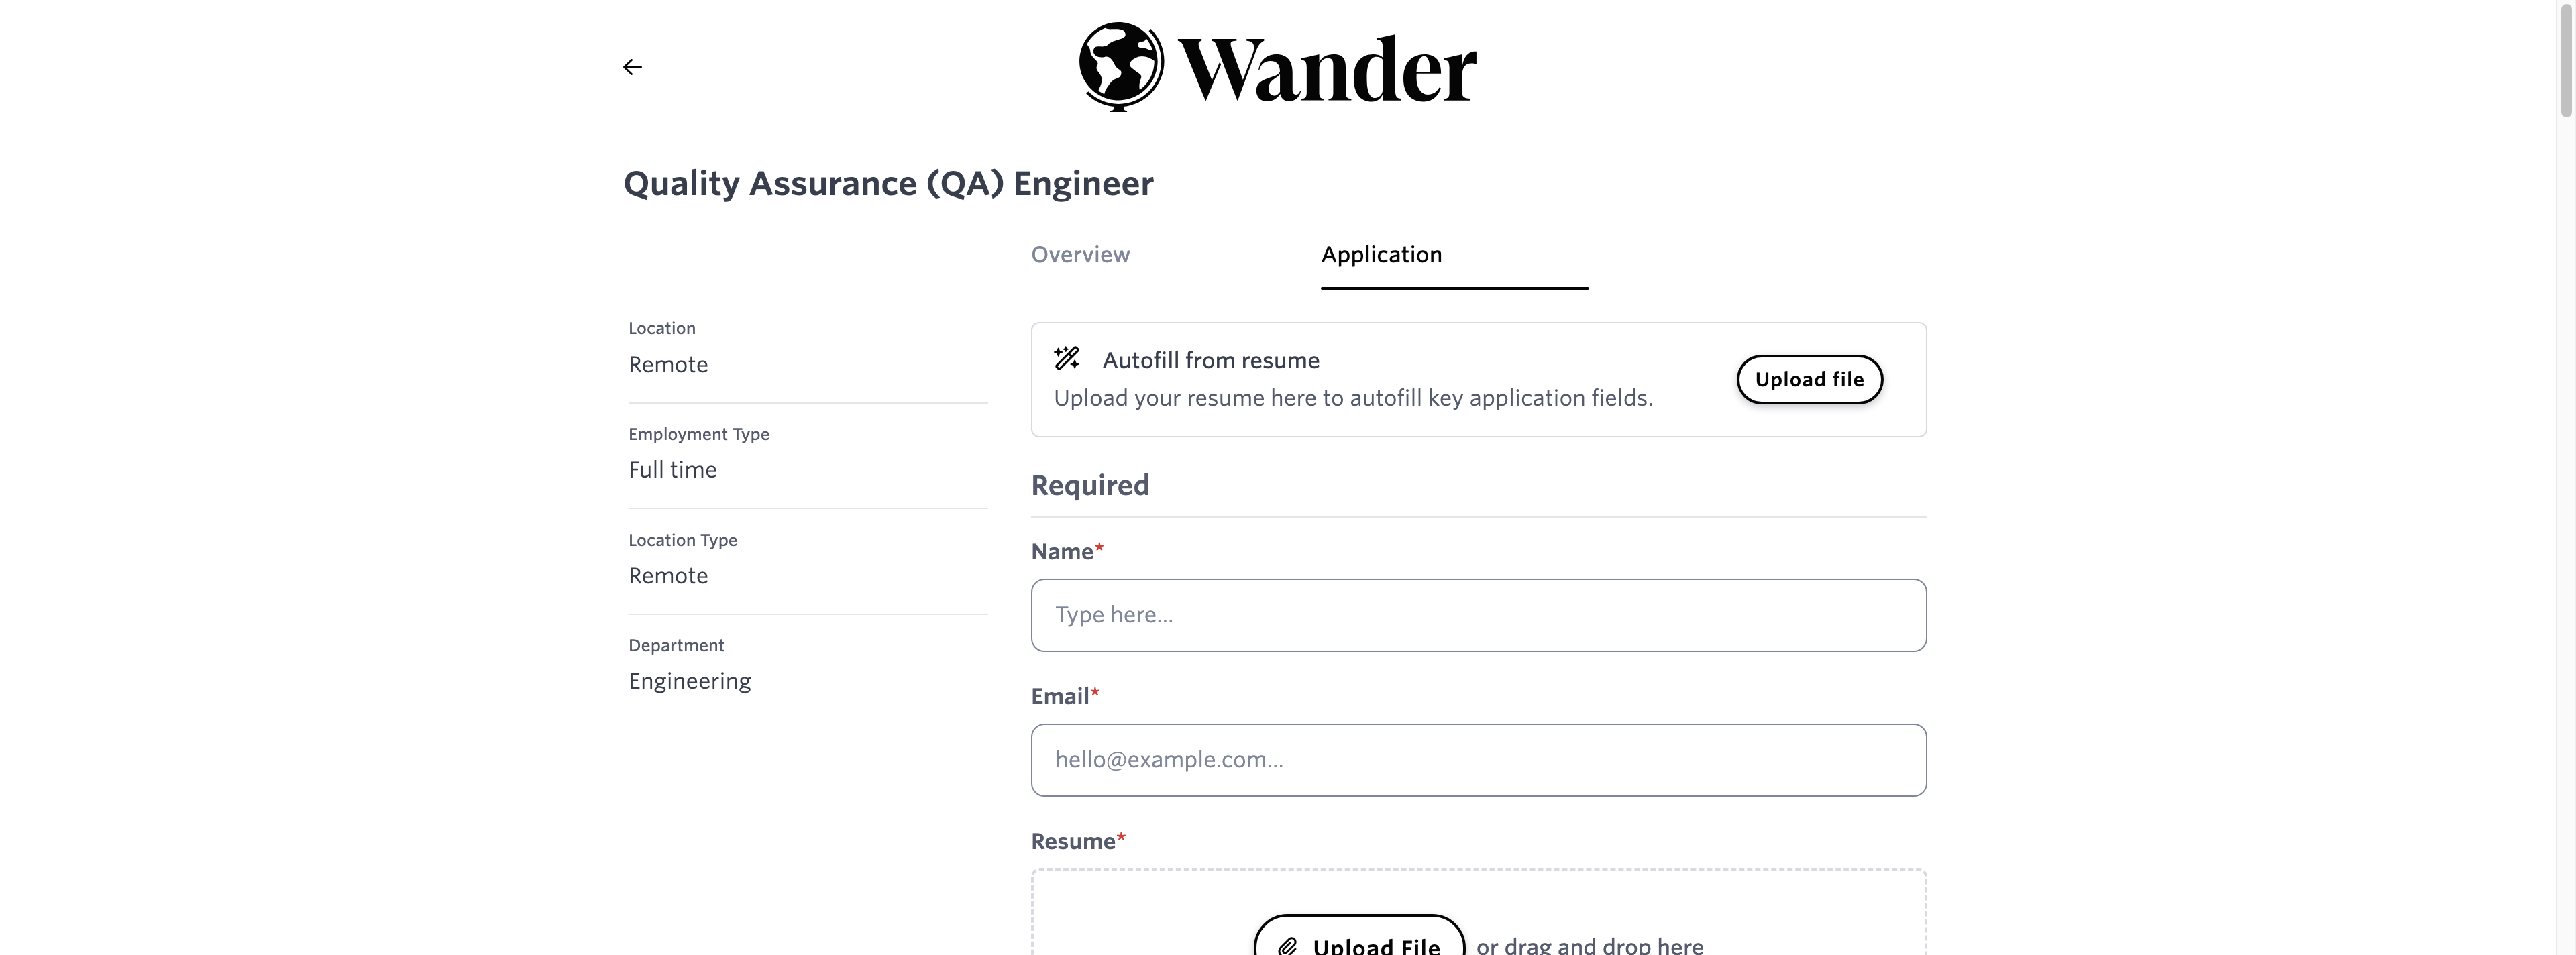 Wander
Quality Assurance (QA) Engineer
Overview
Application
Location
Remote
Employment Type
Full time
Location Type
Remote
Department
Engineering
Autofill from resume
Upload your resume here to autofill key application fields.
Upload file
Required
Name*
Type here...
Email*
hello@example.com...
Resume*
Upload File or drag and drop here